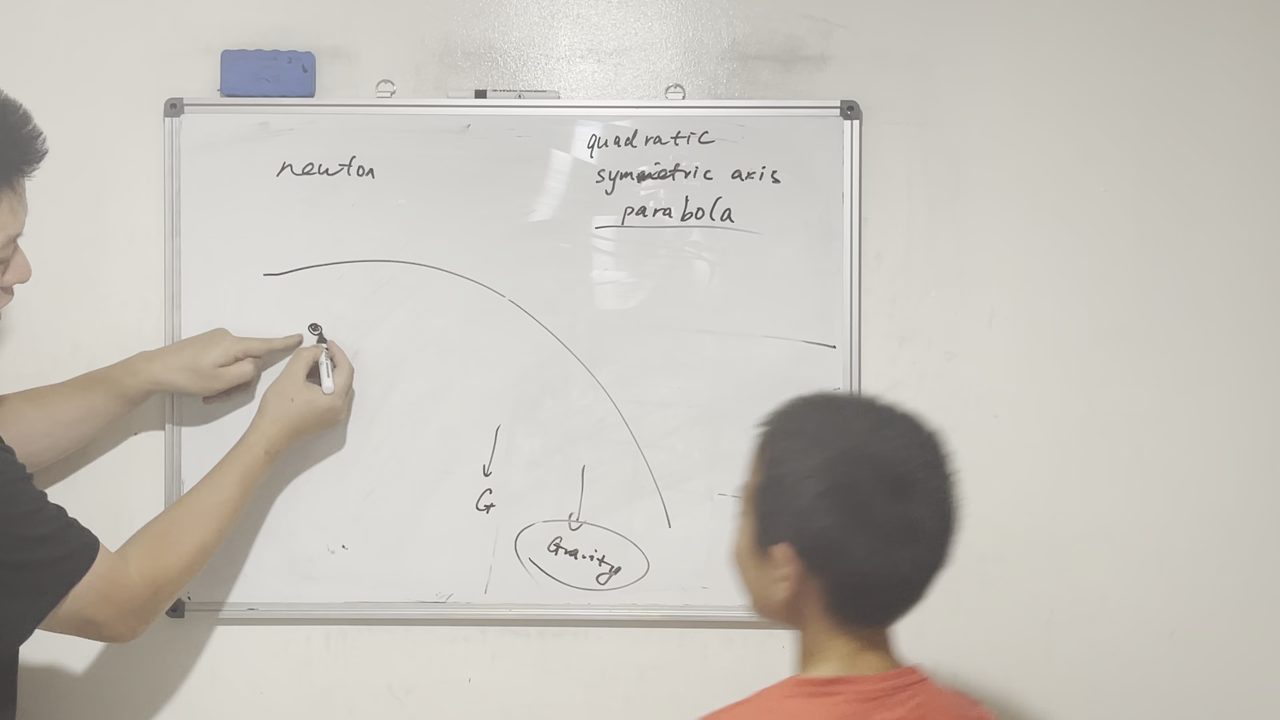 newton
quadratic
symmetric axis
parabola
G
Gravity